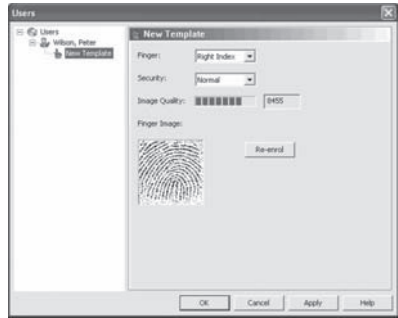 Users
Users
Wilson, Peter
New Template
New Template
Finger: Right Index
Security: Normal
Image Quality: 8455
Finger Image:
Re-enrol
OK Cancel Apply Help